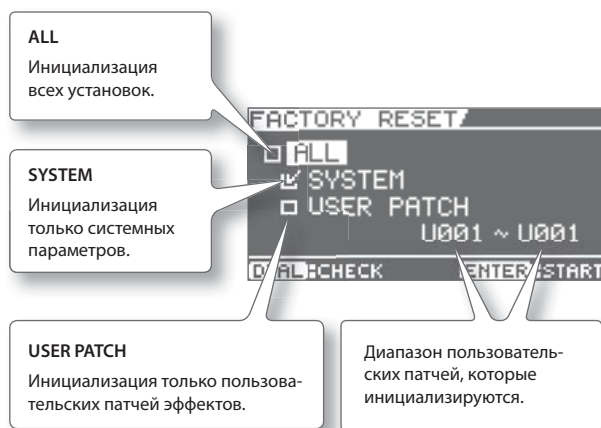 ALL
Инициализация
всех установок.
SYSTEM
Инициализация
только системных
параметров.
FACTORY RESET
ALL
SYSTEM
USER PATCH
U001 ~ U001
DIAL:CHECK
ENTER:START
USER PATCH
Инициализация только пользова-
тельских патчей эффектов.
Диапазон пользователь-
ских патчей, которые
инициализируются.